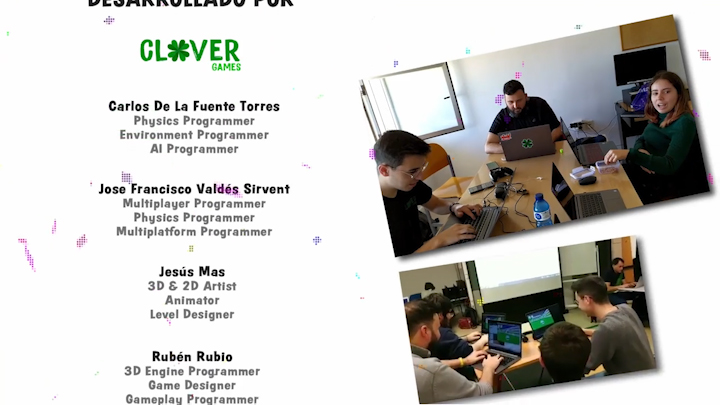 DESARROLLADO POR
CLOVER
GAMES
Carlos De La Fuente Torres
Physics Programmer
Environment Programmer
AI Programmer
Jose Francisco Valdés Sirvent
Multiplayer Programmer
Physics Programmer
Multiplatform Programmer
Jesús Mas
3D & 2D Artist
Animator
Level Designer
Rubén Rubio
3D Engine Programmer
Game Designer
Gameplay Programmer